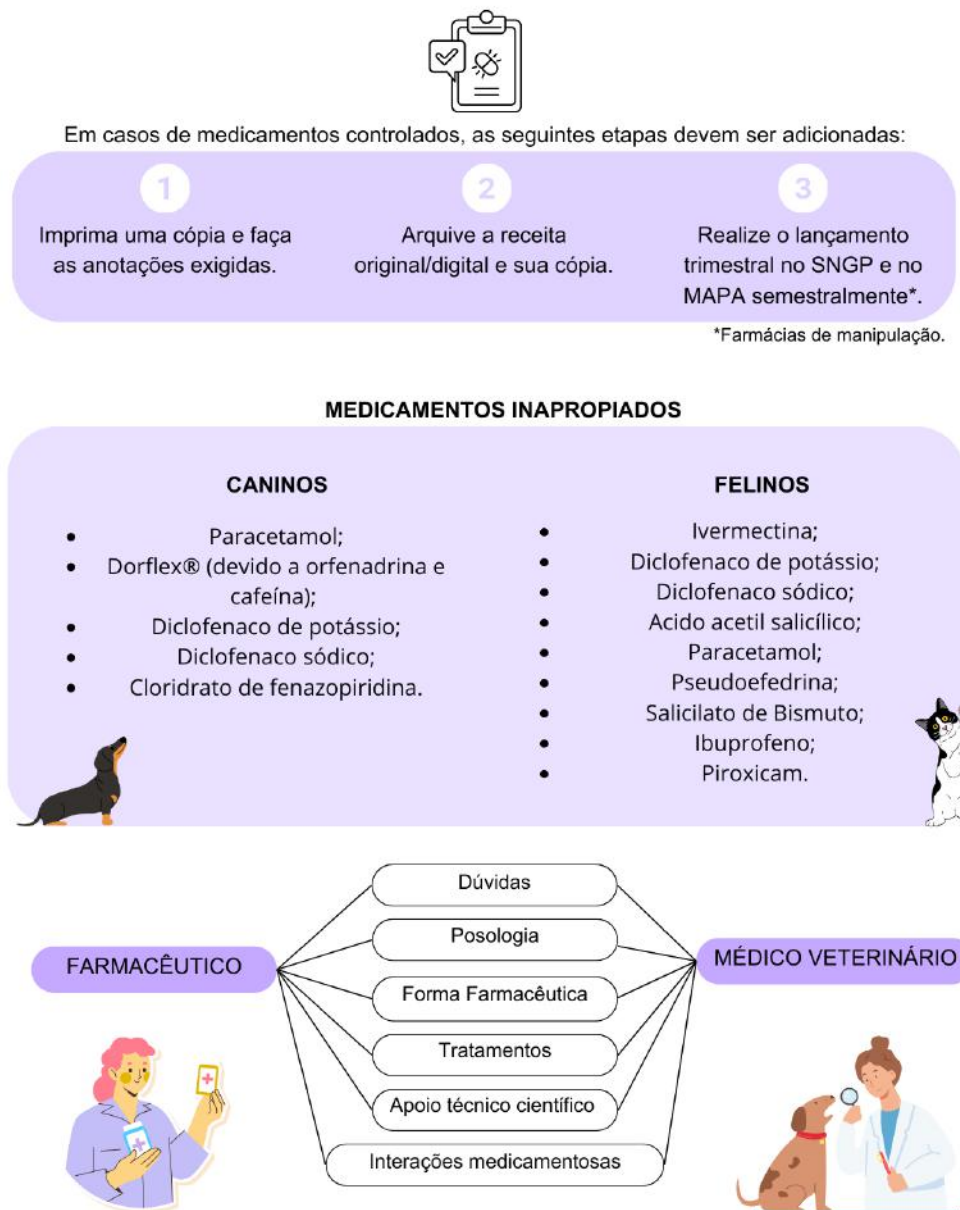 Em casos de medicamentos controlados, as seguintes etapas devem ser adicionadas:
1
Imprima uma cópia e faça
as anotações exigidas.
2
Arquive a receita
original/digital e sua cópia.
3
Realize o lançamento
trimestral no SNGP e no
MAPA semestralmente*.
*Farmácias de manipulação.
MEDICAMENTOS INAPROPIADOS
CANINOS
• Paracetamol;
• Dorflex® (devido a orfenadrina e
cafeína);
• Diclofenaco de potássio;
• Diclofenaco sódico;
• Cloridrato de fenazopiridina.
FELINOS
• Ivermectina;
• Diclofenaco de potássio;
• Diclofenaco sódico;
• Acido acetil salicílico;
• Paracetamol;
• Pseudoefedrina;
• Salicilato de Bismuto;
• Ibuprofeno;
• Piroxicam.
FARMACÊUTICO
Dúvidas
Posologia
Forma Farmacêutica
Tratamentos
Apoio técnico científico
Interações medicamentosas
MÉDICO VETERINÁRIO